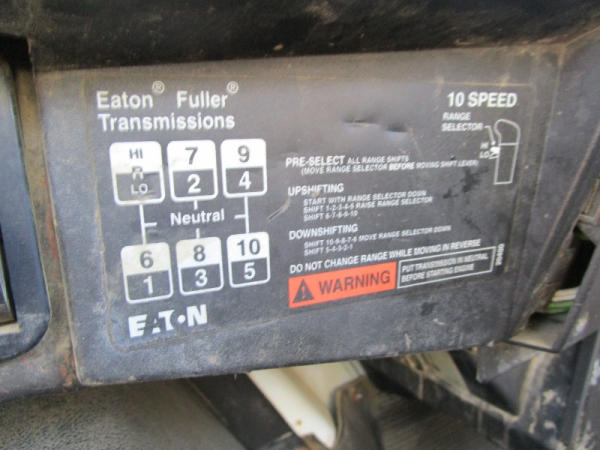 Eaton® Fuller®
Transmissions
HI
R
LO
7
2
9
4
Neutral
6
1
8
3
10
5
EATON
10 SPEED
RANGE
SELECTOR
HI
LO
PRE-SELECT ALL RANGE SHIFTS
(MOVE RANGE SELECTOR BEFORE MOVING SHIFT LEVER)
UPSHIFTING
START WITH RANGE SELECTOR DOWN
SHIFT 1-2-3-4-5 RAISE RANGE SELECTOR
SHIFT 6-7-8-9-10
DOWNSHIFTING
SHIFT 10-9-8-7-6 MOVE RANGE SELECTOR DOWN
SHIFT 5-4-3-2-1
DO NOT CHANGE RANGE WHILE MOVING IN REVERSE
WARNING
PUT TRANSMISSION IN NEUTRAL
BEFORE STARTING ENGINE